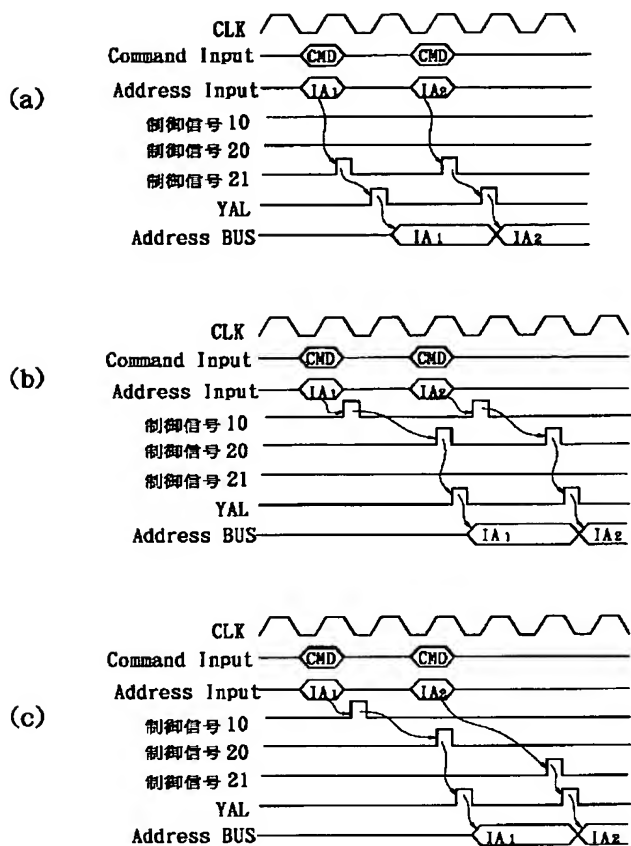 (a)
CLK
Command Input CMD CMD
Address Input IA1 IA2
制御信号 10
制御信号 20
制御信号 21
YAL
Address BUS IA1 IA2
(b)
CLK
Command Input CMD CMD
Address Input IA1 IA2
制御信号 10
制御信号 20
制御信号 21
YAL
Address BUS IA1 IA2
(c)
CLK
Command Input CMD CMD
Address Input IA1 IA2
制御信号 10
制御信号 20
制御信号 21
YAL
Address BUS IA1 IA2